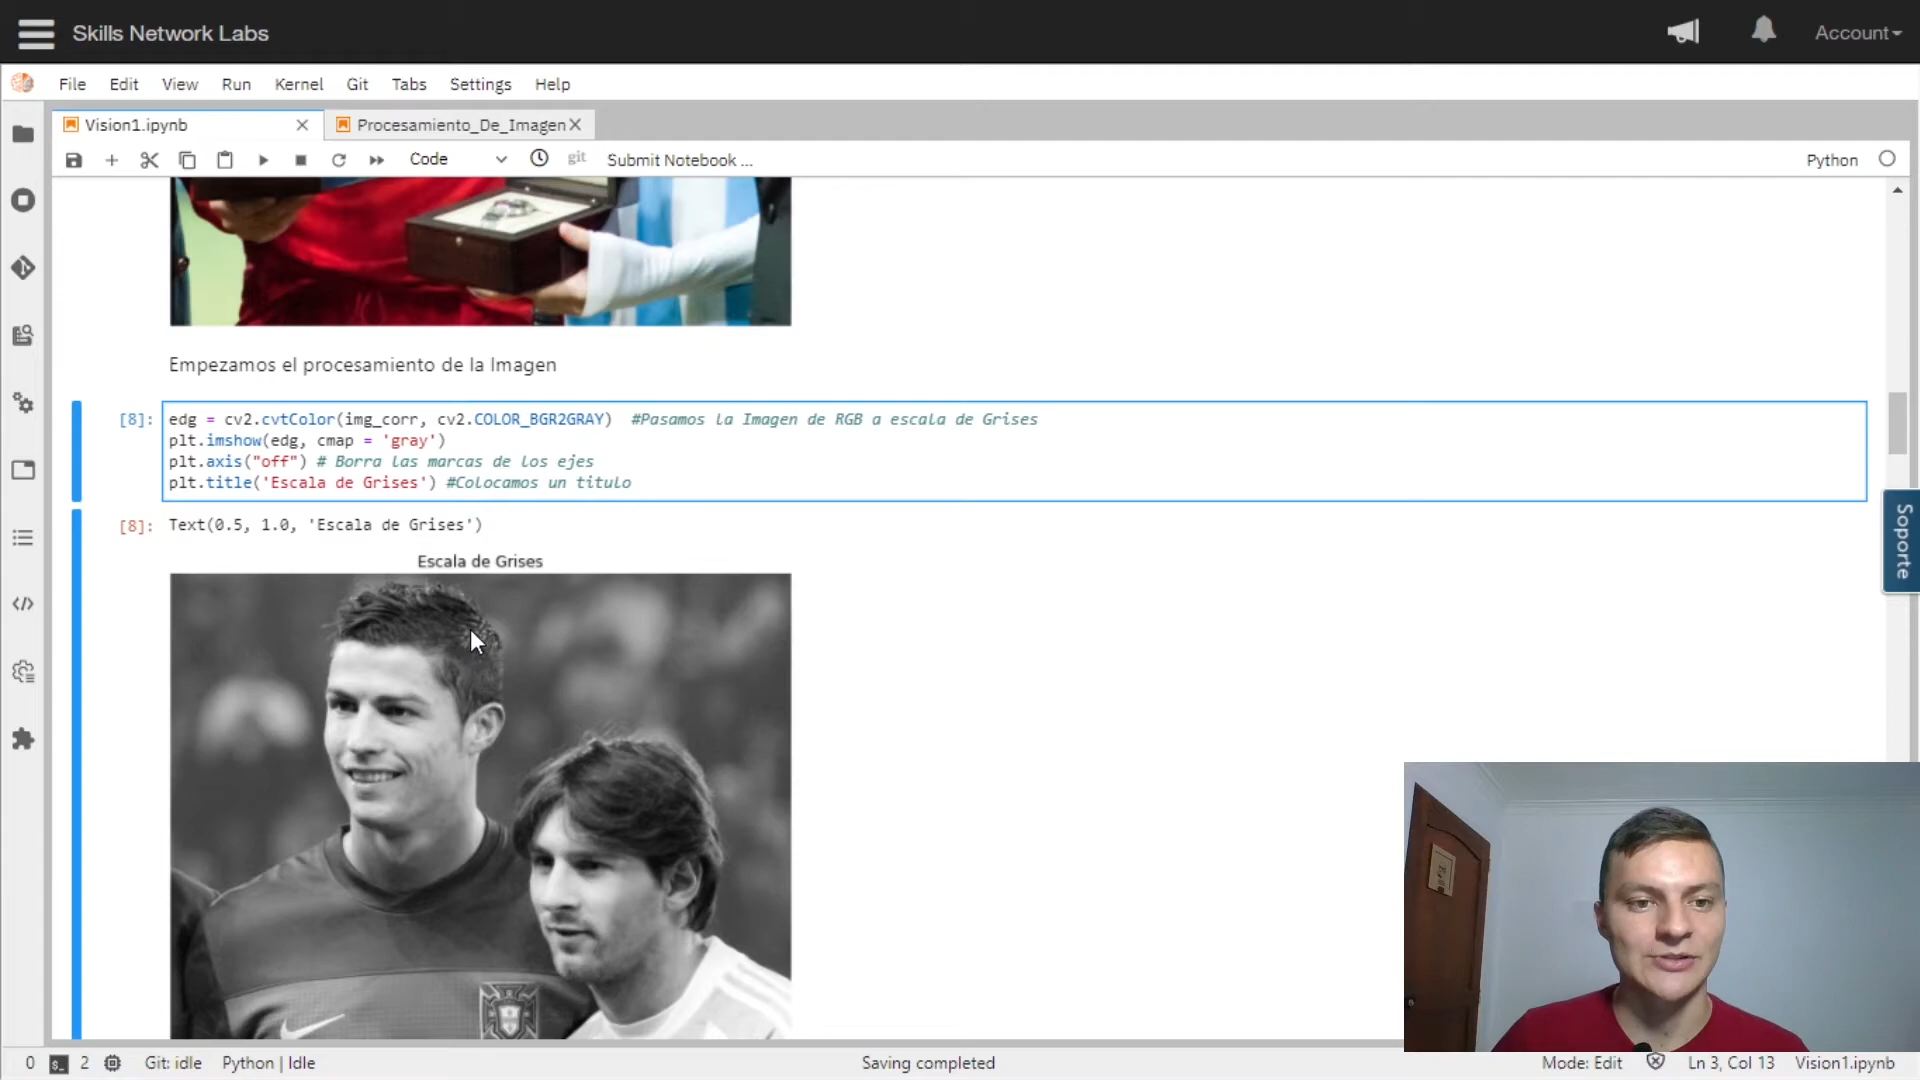 Skills Network Labs
Account
File Edit View Run Kernel Git Tabs Settings Help
Vision1.ipynb
Procesamiento_De_Imagen
Code
git
Submit Notebook ...
Python
Empezamos el procesamiento de la Imagen
[8]: edg = cv2.cvtColor(img_corr, cv2.COLOR_BGR2GRAY) #Pasamos la Imagen de RGB a escala de Grises
plt.imshow(edg, cmap = 'gray')
plt.axis("off") # Borra las marcas de los ejes
plt.title('Escala de Grises') #Colocamos un titulo
[8]: Text(0.5, 1.0, 'Escala de Grises')
Escala de Grises
Soporte
0 2 Git: idle Python | Idle Saving completed Mode: Edit Ln 3, Col 13 Vision1.ipynb